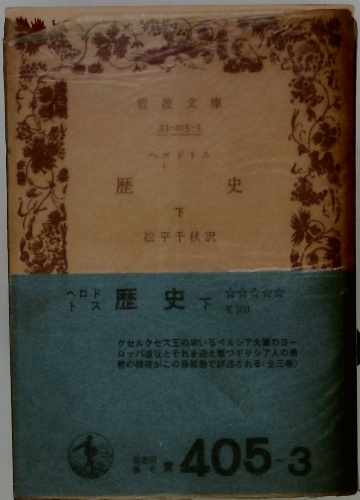 岩波文庫
33-405-3
ヘロドトス
歴史
下
松平千秋訳
ヘロドトス 歴史 下 ☆☆☆☆☆
¥500
クセルクセス王の率いるペルシア大軍のヨー
ロッパ遠征とそれを迎え撃つギリシア人の勇
戦の模様がこの最終巻で詳述される(全三巻)
青 405-3